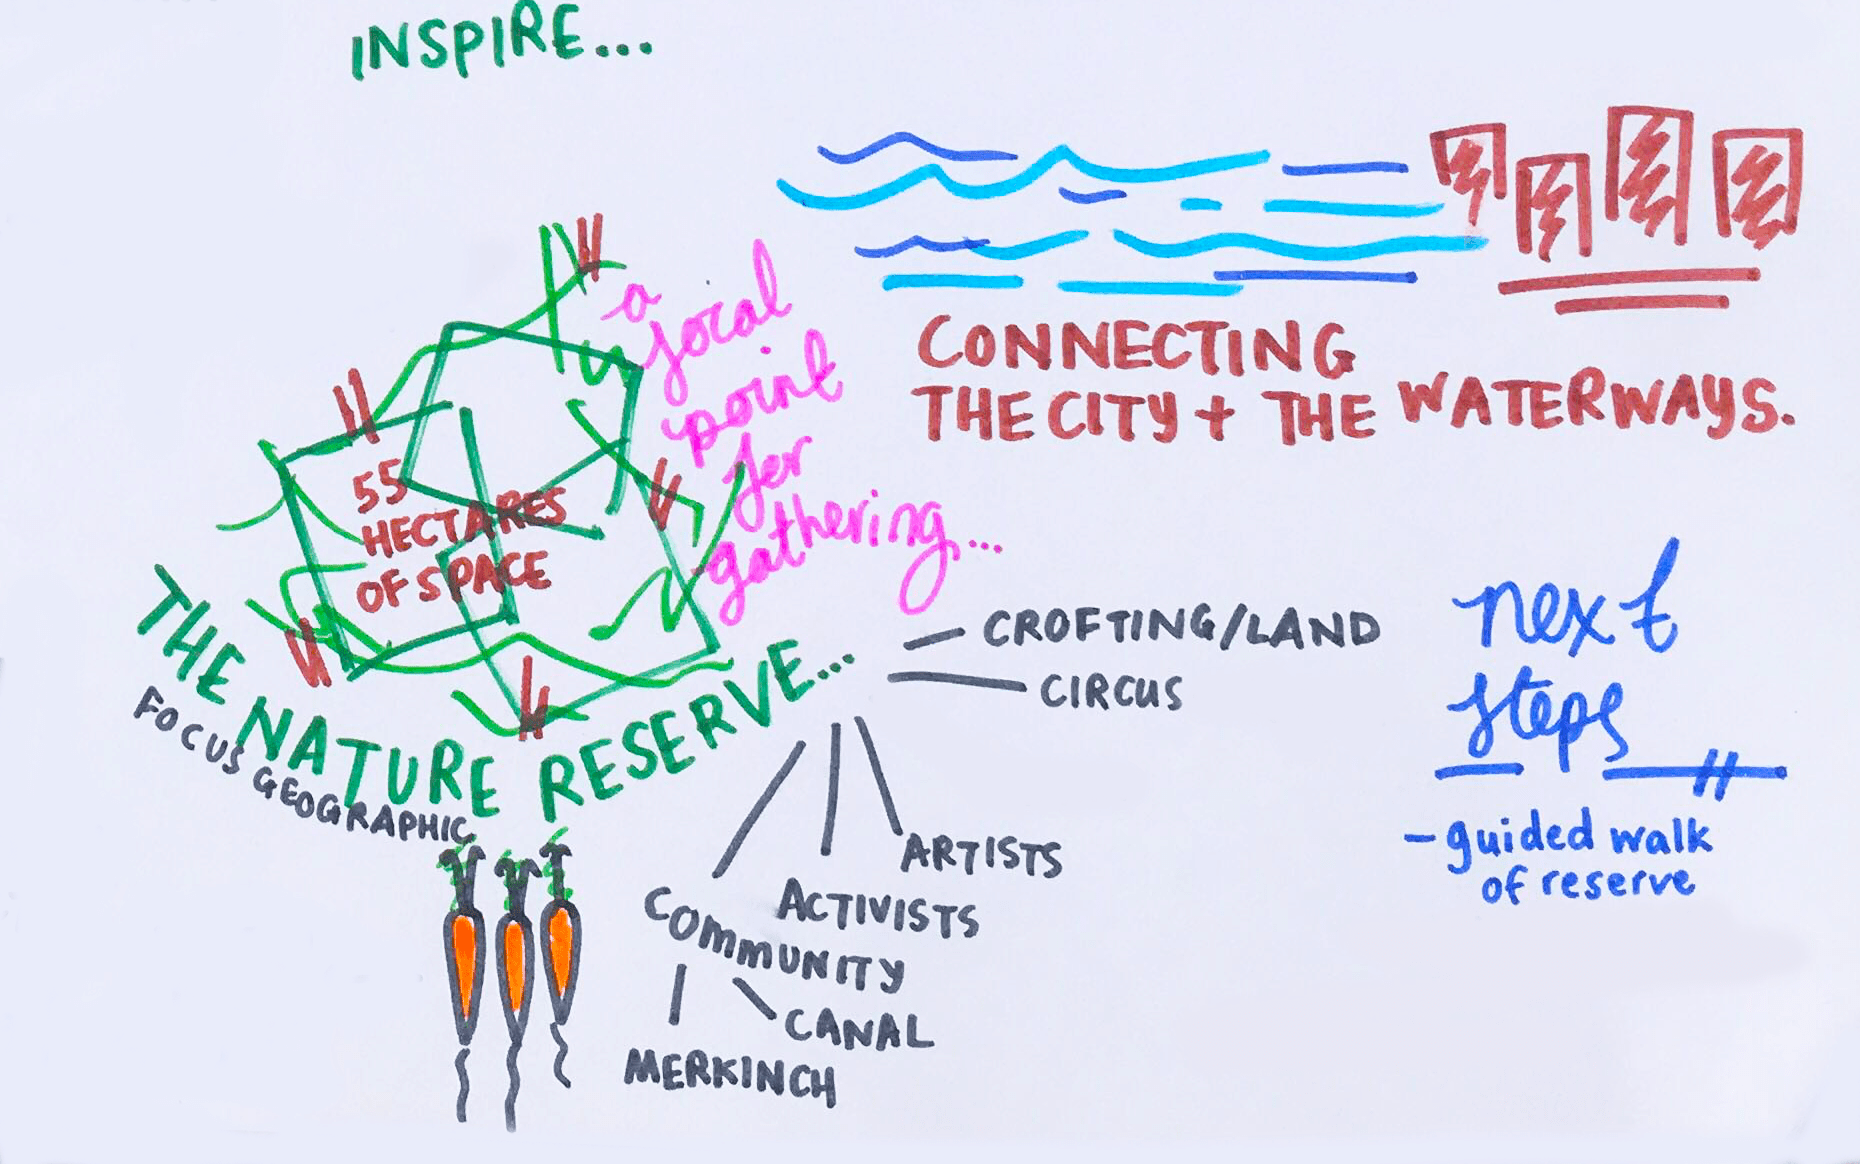 INSPIRE...
CONNECTING
THE CITY + THE WATERWAYS.
a
focal
point
for
gathering...
55
HECTARES
OF SPACE
THE NATURE RESERVE...
FOCUS GEOGRAPHIC
CROFTING/LAND
CIRCUS
ARTISTS
ACTIVISTS
COMMUNITY
CANAL
MERKINCH
next
steps
- guided walk
of reserve